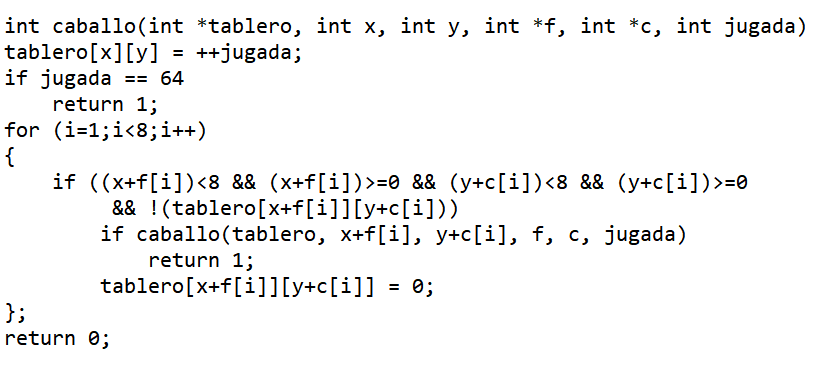 int caballo(int *tablero, int x, int y, int *f, int *c, int jugada)
tablero[x][y] = ++jugada;
if jugada == 64
    return 1;
for (i=1;i<8;i++)
{
    if ((x+f[i])<8 && (x+f[i])>=0 && (y+c[i])<8 && (y+c[i])>=0
         && !(tablero[x+f[i]][y+c[i]))
        if caballo(tablero, x+f[i], y+c[i], f, c, jugada)
            return 1;
        tablero[x+f[i]][y+c[i]] = 0;
};
return 0;